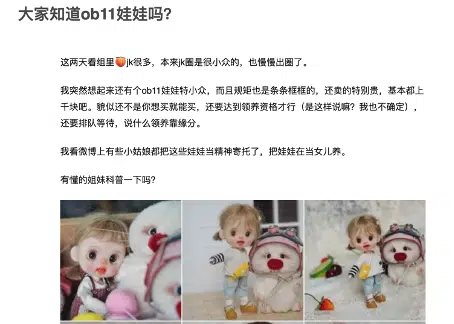 大家知道ob11娃娃吗?
这两天看组里🍑jk很多，本来jk圈是很小众的，也慢慢出圈了。
我突然想起来还有个ob11娃娃特小众，而且规矩也是条条框框的，还卖的特别贵，基本都上
千块吧。貌似还不是你想买就能买，还要达到领养资格才行（是这样说嘛？我也不确定），
还要排队等待，说什么领养靠缘分。
我看微博上有些小姑娘都把这些娃娃当精神寄托了，把娃娃在当女儿养。
有懂的姐妹科普一下吗?